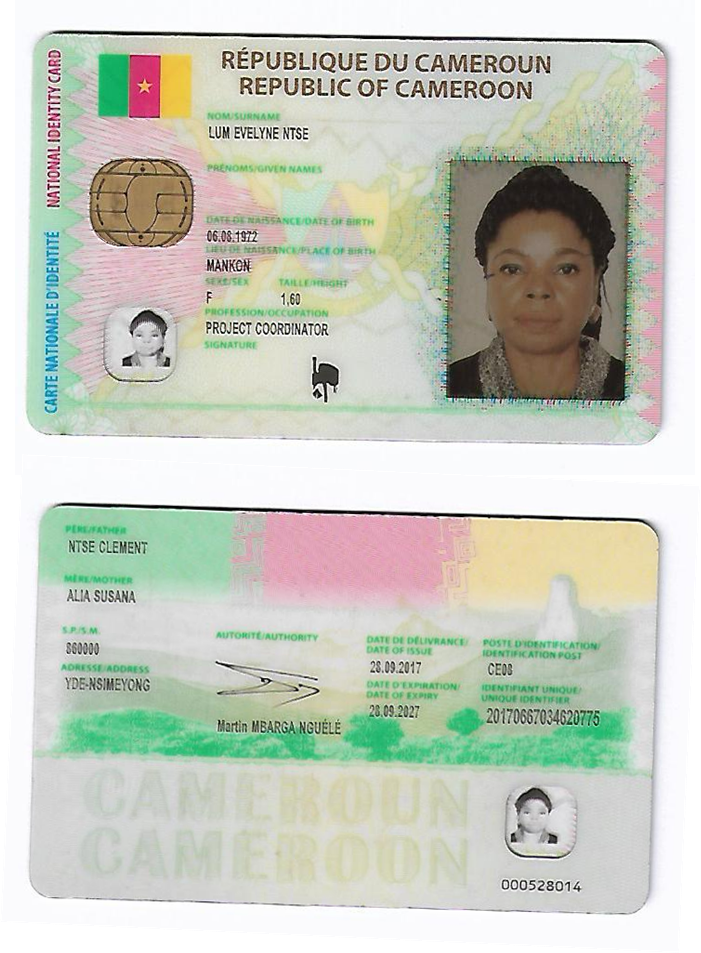 NATIONAL IDENTITY CARD
CARTE NATIONALE D'IDENTITÉ
RÉPUBLIQUE DU CAMEROUN
REPUBLIC OF CAMEROON
NOM/SURNAME
LUM EVELYNE NTSE
PRÉNOMS/GIVEN NAMES
DATE DE NAISSANCE/DATE OF BIRTH
06.08.1972
LIEU DE NAISSANCE/PLACE OF BIRTH
MANKON
SEXE/SEX TAILLE/HEIGHT
F 1,60
PROFESSION/OCCUPATION
PROJECT COORDINATOR
SIGNATURE
PÈRE/FATHER
NTSE CLEMENT
MÈRE/MOTHER
ALIA SUSANA
S.P./S.M.
860000
ADRESSE/ADDRESS
YDE-NSIMEYONG
AUTORITÉ/AUTHORITY
Martin MBARGA NGUÉLÉ
DATE DE DÉLIVRANCE/
DATE OF ISSUE
28.09.2017
DATE D'EXPIRATION/
DATE OF EXPIRY
28.09.2027
POSTE D'IDENTIFICATION/
IDENTIFICATION POST
CE08
IDENTIFIANT UNIQUE/
UNIQUE IDENTIFIER
20170667034620775
CAMEROUN
CAMEROON
000528014